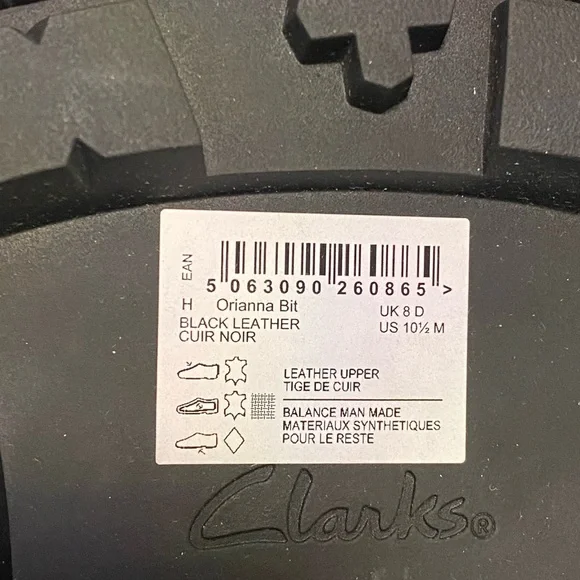 EAN
5 063090 260865 >
H Orianna Bit UK 8 D
BLACK LEATHER US 10½ M
CUIR NOIR
LEATHER UPPER
TIGE DE CUIR
BALANCE MAN MADE
MATERIAUX SYNTHETIQUES
POUR LE RESTE
Clarks®